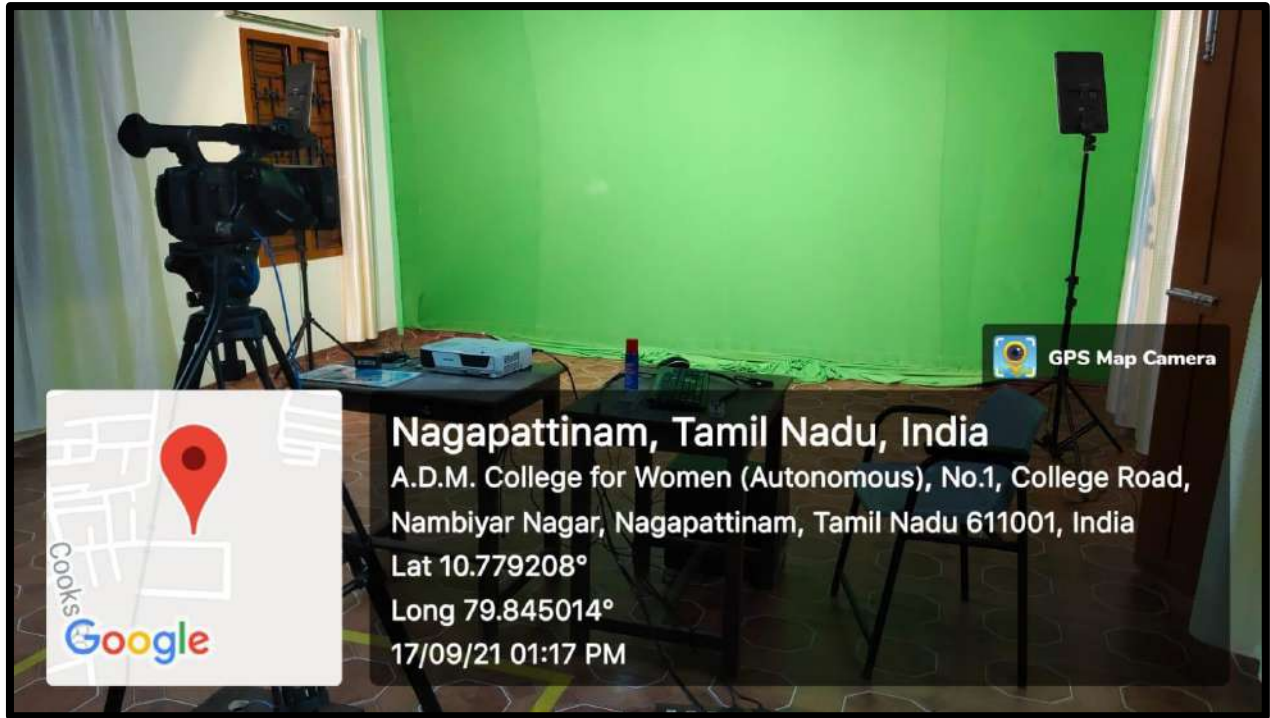 GPS Map Camera
Nagapattinam, Tamil Nadu, India
A.D.M. College for Women (Autonomous), No.1, College Road,
Nambiyar Nagar, Nagapattinam, Tamil Nadu 611001, India
Lat 10.779208°
Long 79.845014°
17/09/21 01:17 PM
Cooks
Google